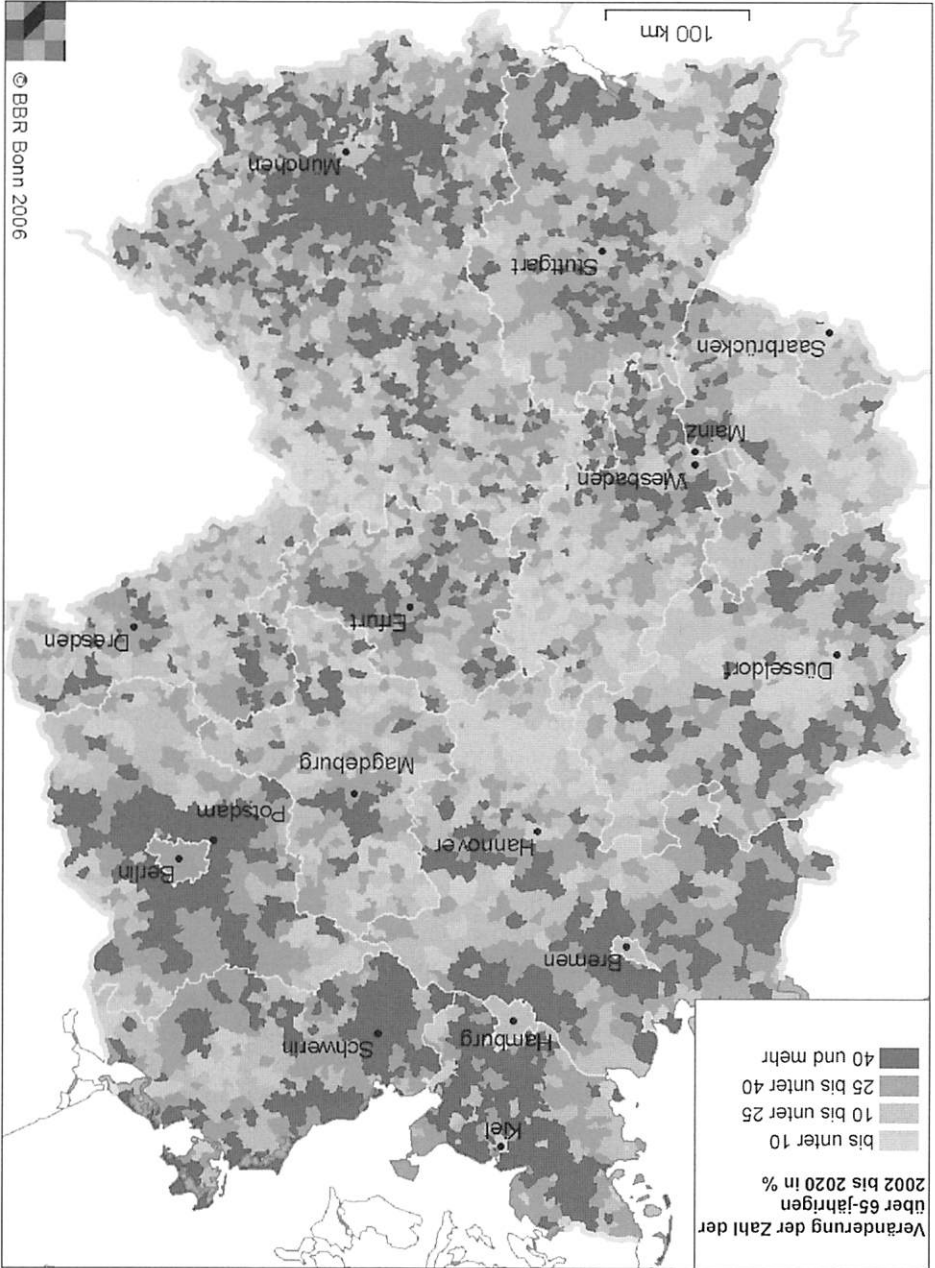 Veränderung der Zahl der
über 65-jährigen
2002 bis 2020 in %
bis unter 10
10 bis unter 25
25 bis unter 40
40 und mehr
Kiel
Hamburg
Schwerin
Bremen
Berlin
Potsdam
Hannover
Magdeburg
Düsseldorf
Erfurt
Dresden
Wiesbaden
Mainz
Saarbrücken
Stuttgart
München
100 km
© BBR Bonn 2006